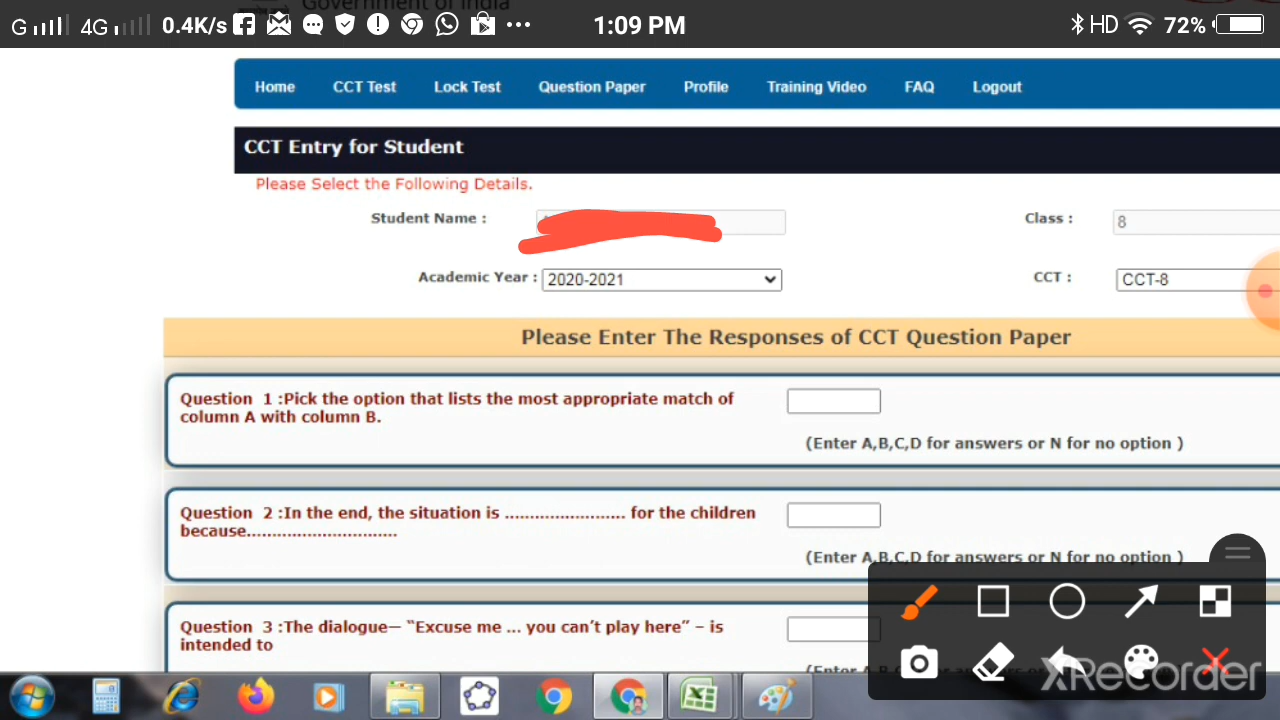 Government of India
G 4G 0.4K/s 1:09 PM HD 72%
Home CCT Test Lock Test Question Paper Profile Training Video FAQ Logout
CCT Entry for Student
Please Select the Following Details.
Student Name : Class : 8
Academic Year : 2020-2021 CCT : CCT-8
Please Enter The Responses of CCT Question Paper
Question 1 :Pick the option that lists the most appropriate match of
column A with column B.
(Enter A,B,C,D for answers or N for no option )
Question 2 :In the end, the situation is ........................ for the children
because..............................
(Enter A,B,C,D for answers or N for no option )
Question 3 :The dialogue— “Excuse me ... you can’t play here” – is
intended to
(Enter
XRecorder